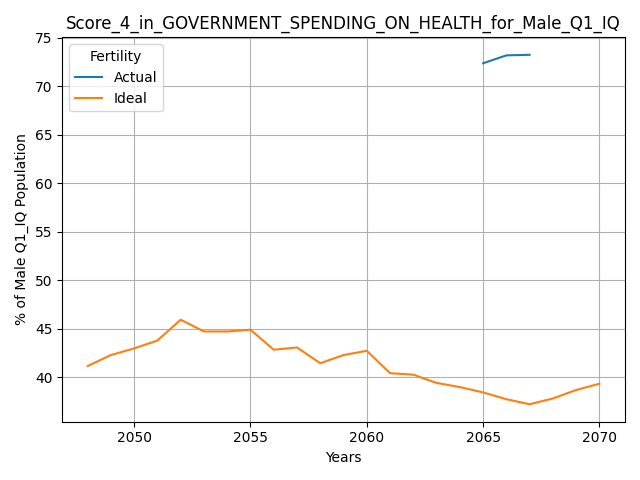 Score_4_in_GOVERNMENT_SPENDING_ON_HEALTH_for_Male_Q1_IQ
Fertility
Actual
Ideal
75
70
65
60
55
50
45
40
% of Male Q1_IQ Population
2050
2055
2060
2065
2070
Years